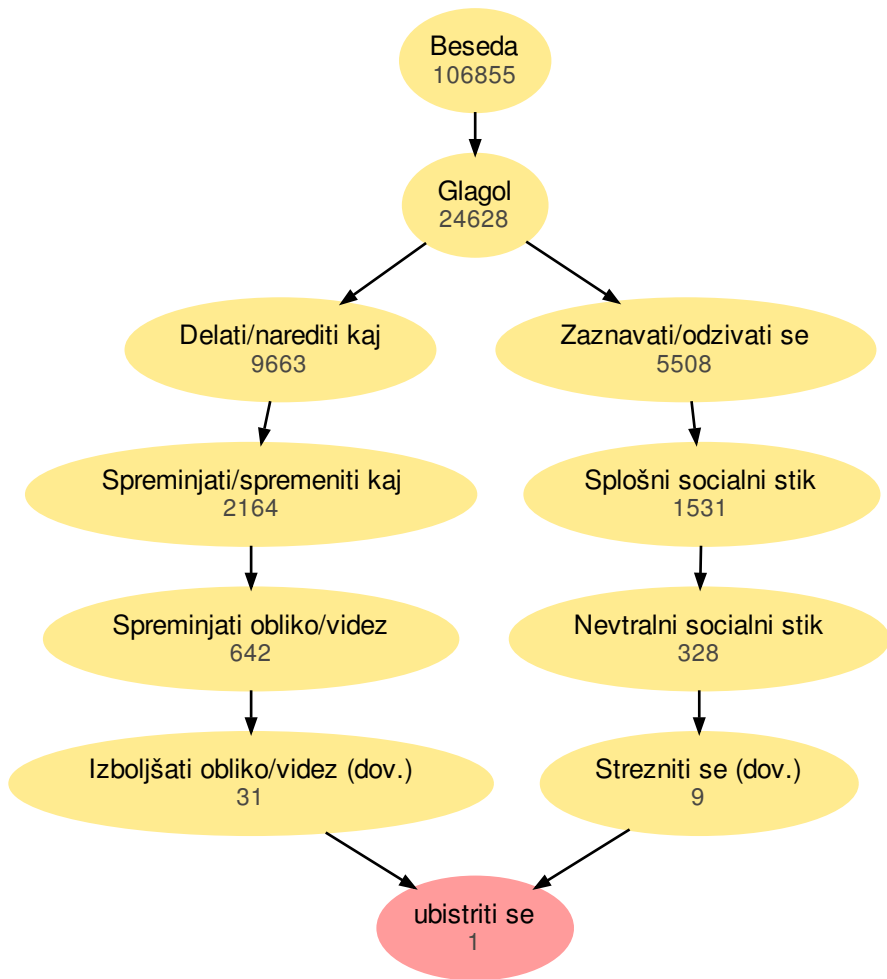 Beseda
106855
Glagol
24628
Delati/narediti kaj
9663
Zaznavati/odzivati se
5508
Spreminjati/spremeniti kaj
2164
Splošni socialni stik
1531
Spreminjati obliko/videz
642
Nevtralni socialni stik
328
Izboljšati obliko/videz (dov.)
31
Strezniti se (dov.)
9
ubistriti se
1